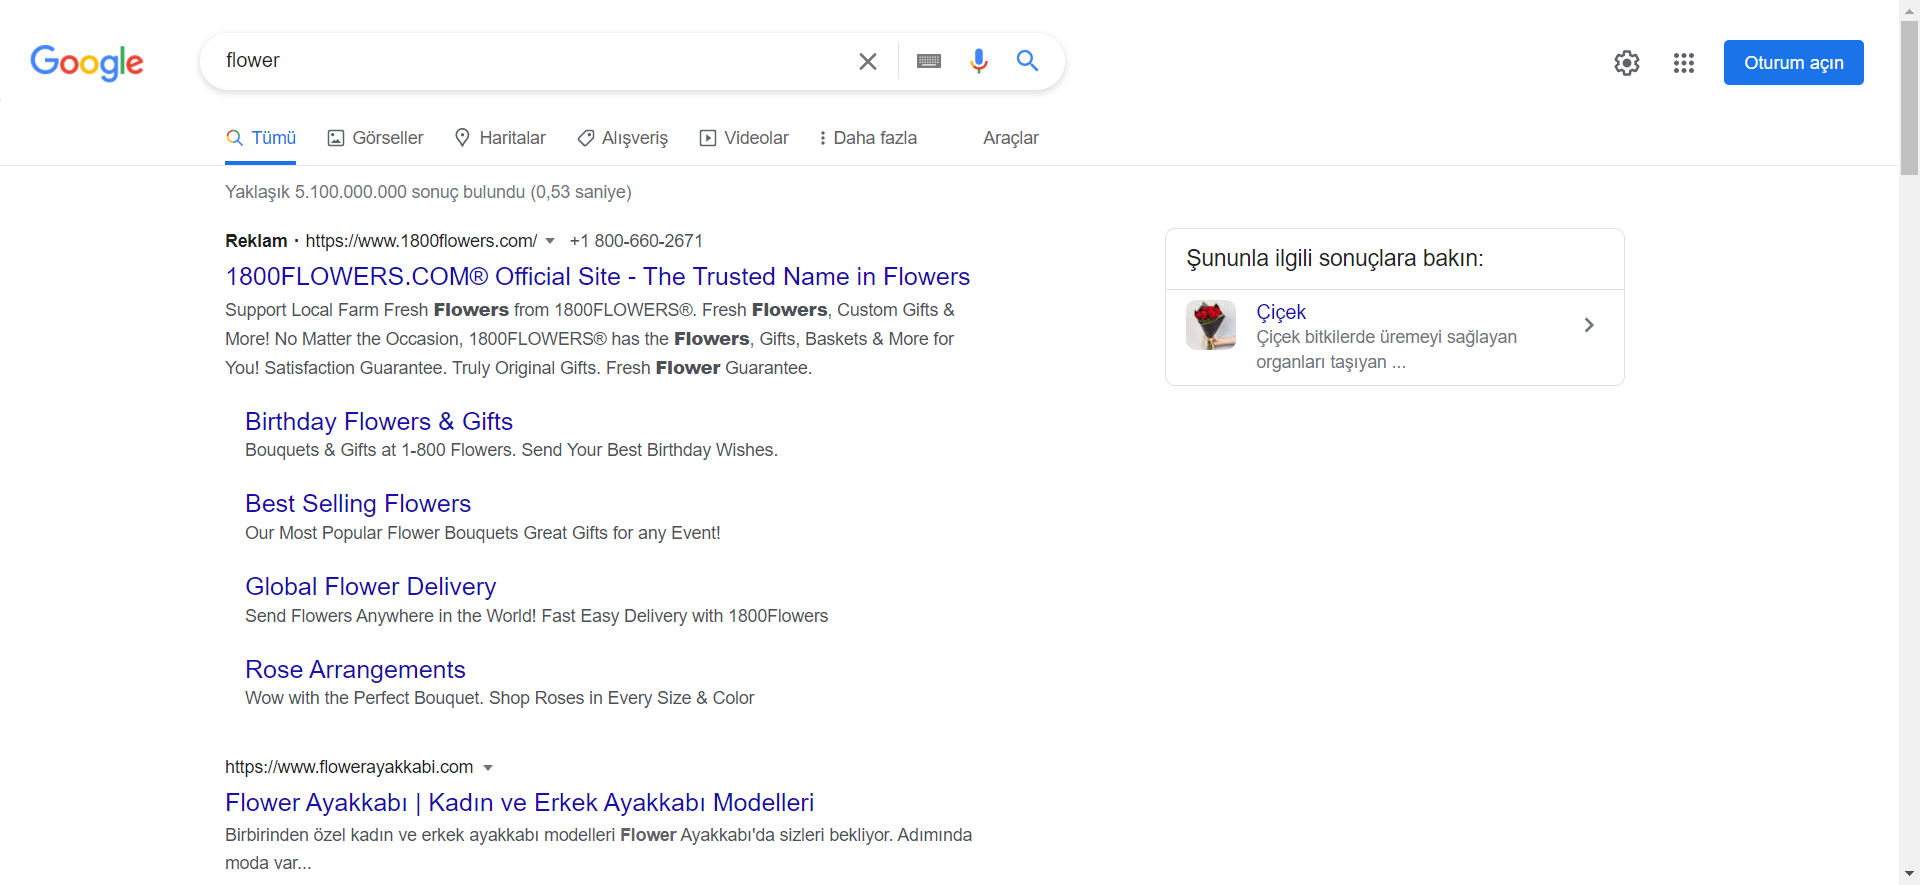 Google
flower
Oturum açın
Tümü
Görseller
Haritalar
Alışveriş
Videolar
Daha fazla
Araçlar
Yaklaşık 5.100.000.000 sonuç bulundu (0,53 saniye)
Reklam · https://www.1800flowers.com/ +1 800-660-2671
1800FLOWERS.COM® Official Site - The Trusted Name in Flowers
Support Local Farm Fresh Flowers from 1800FLOWERS®. Fresh Flowers, Custom Gifts &
More! No Matter the Occasion, 1800FLOWERS® has the Flowers, Gifts, Baskets & More for
You! Satisfaction Guarantee. Truly Original Gifts. Fresh Flower Guarantee.
Birthday Flowers & Gifts
Bouquets & Gifts at 1-800 Flowers. Send Your Best Birthday Wishes.
Best Selling Flowers
Our Most Popular Flower Bouquets Great Gifts for any Event!
Global Flower Delivery
Send Flowers Anywhere in the World! Fast Easy Delivery with 1800Flowers
Rose Arrangements
Wow with the Perfect Bouquet. Shop Roses in Every Size & Color
https://www.flowerayakkabi.com
Flower Ayakkabı | Kadın ve Erkek Ayakkabı Modelleri
Birbirinden özel kadın ve erkek ayakkabı modelleri Flower Ayakkabı'da sizleri bekliyor. Adımında
moda var...
Şununla ilgili sonuçlara bakın:
Çiçek
Çiçek bitkilerde üremeyi sağlayan
organları taşıyan ...